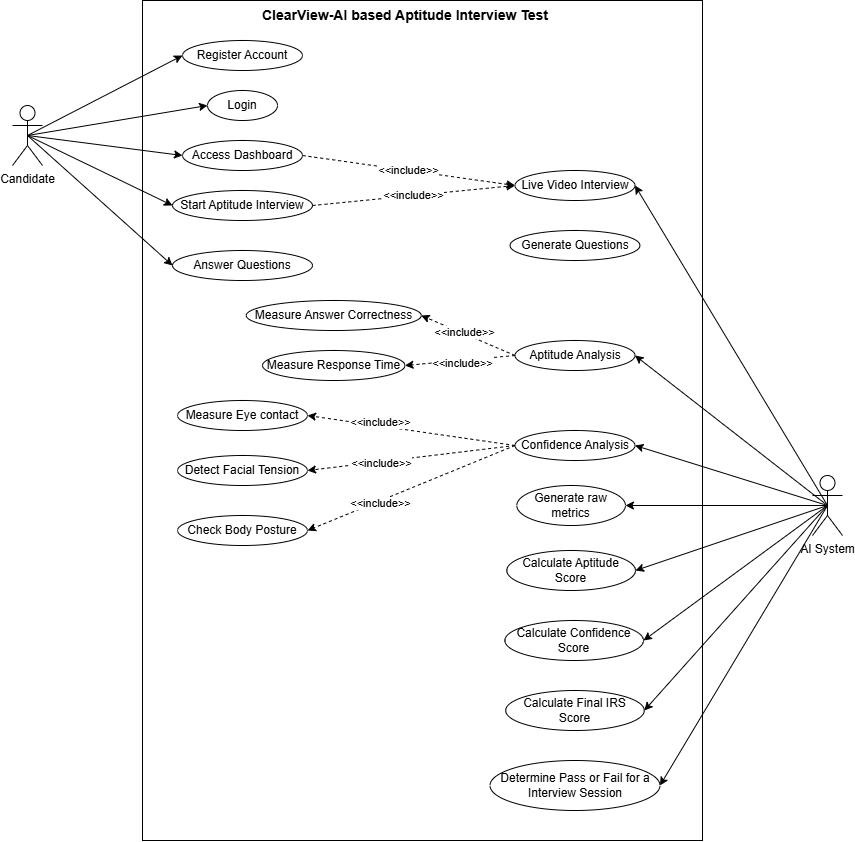 ClearView-AI based Aptitude Interview Test
Register Account
Login
Candidate
Access Dashboard
<<include>>
Live Video Interview
Start Aptitude Interview
<<include>>
Generate Questions
Answer Questions
Measure Answer Correctness
<<include>>
Aptitude Analysis
Measure Response Time
<<include>>
Measure Eye contact
<<include>>
Confidence Analysis
Detect Facial Tension
<<include>>
Generate raw
metrics
<<include>>
Check Body Posture
AI System
Calculate Aptitude
Score
Calculate Confidence
Score
Calculate Final IRS
Score
Determine Pass or Fail for a
Interview Session